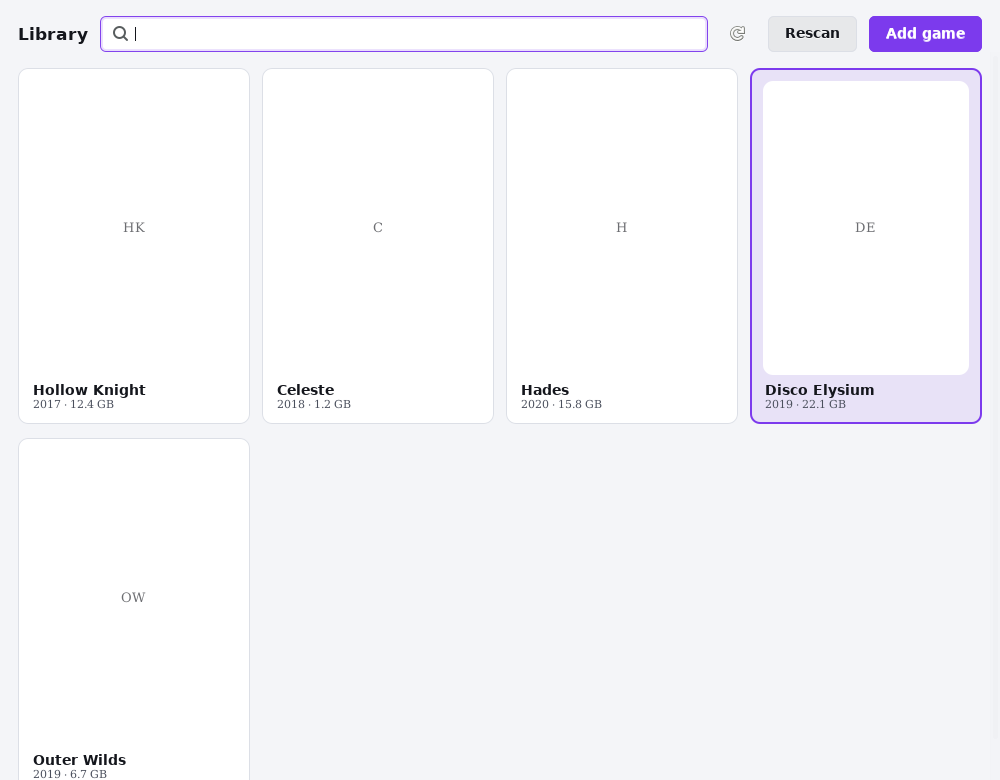 Library
Rescan
Add game
HK
C
H
DE
Hollow Knight
2017 · 12.4 GB
Celeste
2018 · 1.2 GB
Hades
2020 · 15.8 GB
Disco Elysium
2019 · 22.1 GB
OW
Outer Wilds
2019 · 6.7 GB